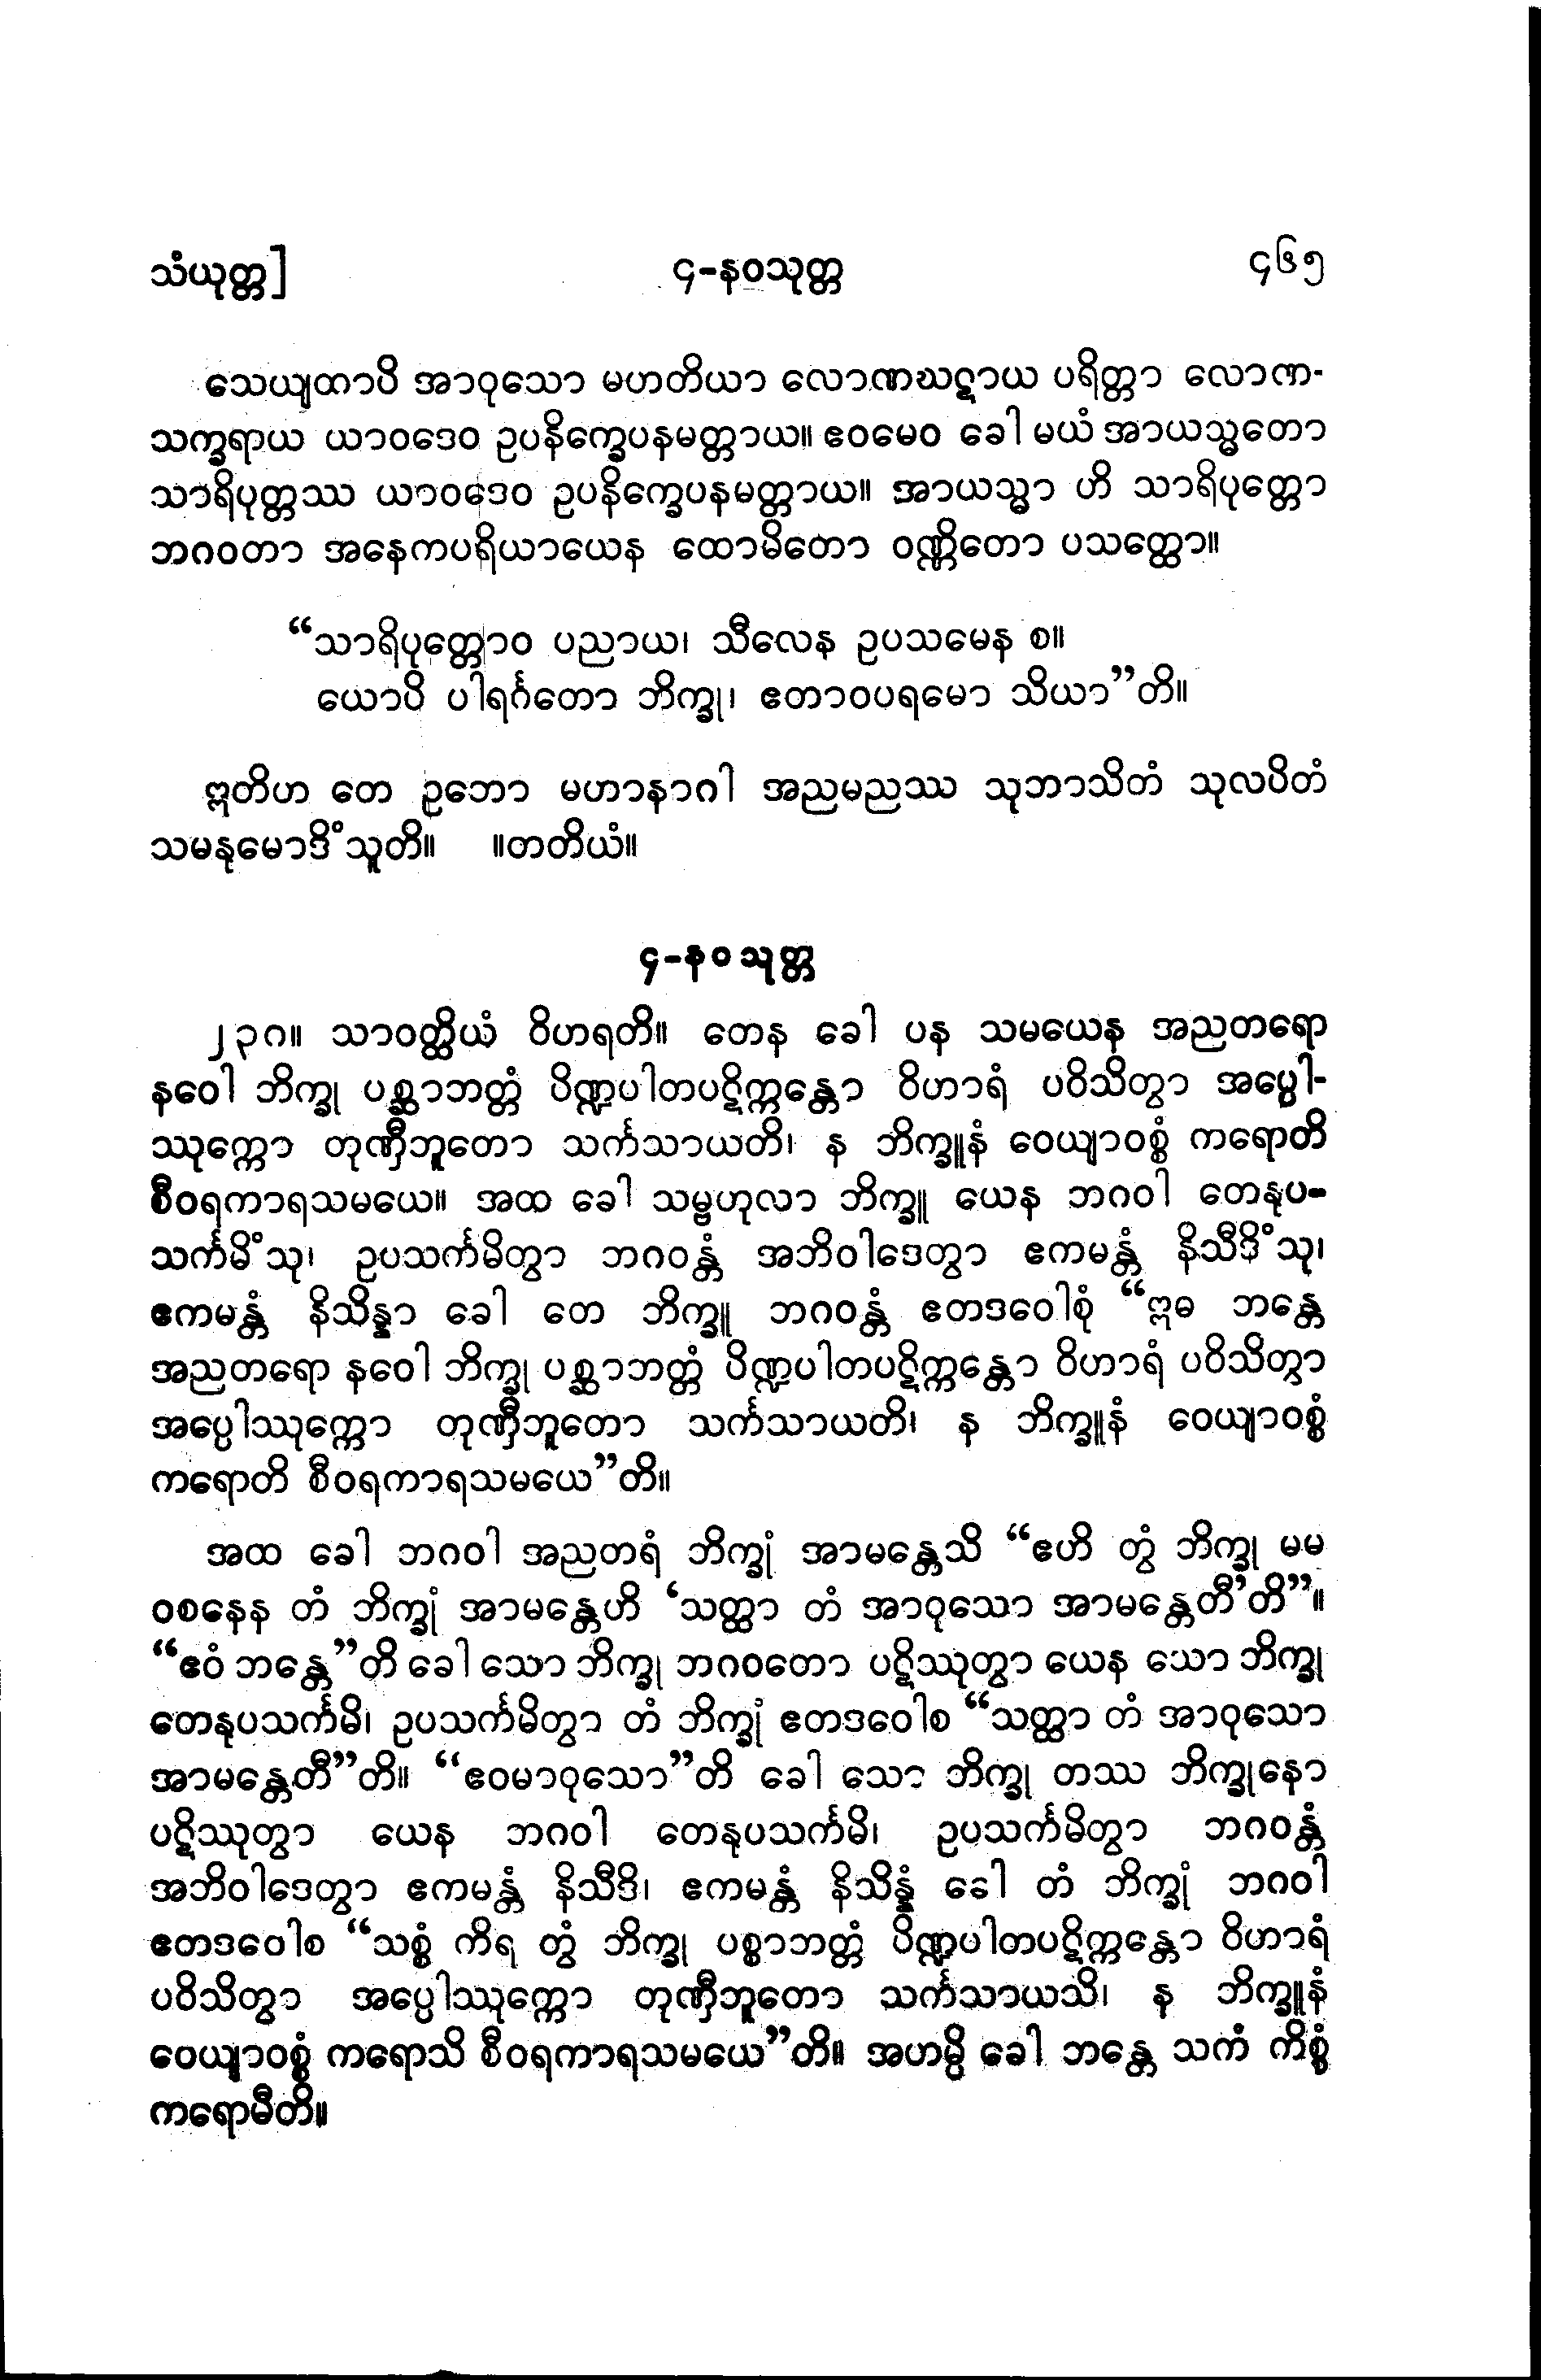 သံယုတ္တ] ၄-နဝသုတ္တ ၄၆၅
သေယျထာပိ အာဝုသော မဟတိယာ လောဏဃဋာယ ပရိတ္တာ လောဏ-
သက္ခရာယ ယာဝဒေဝ ဥပနိက္ခေပနမတ္တာယ။ ဧဝမေဝ ခေါ မယံ အာယသ္မတော
သာရိပုတ္တဿ ယာဝဒေဝ ဥပနိက္ခေပနမတ္တာယ။ အာယသ္မာ ဟိ သာရိပုတ္တော
ဘဂဝတာ အနေကပရိယာယေန ထောမိတော ဝဏ္ဏိတော ပသတ္ထော။
“သာရိပုတ္တောဝ ပညာယ၊ သီလေန ဥပသမေန စ။
ယောပိ ပါရင်္ဂတော ဘိက္ခု၊ ဧတာဝပရမော သိယာ”တိ။
ဣတိဟ တေ ဥဘော မဟာနာဂါ အညမညဿ သုဘာသိတံ သုလပိတံ
သမနုမောဒိံသူတိ။ ။တတိယံ။
၄-နဝသုတ္တ
၂၃၈။ သာဝတ္ထိယံ ဝိဟရတိ။ တေန ခေါ ပန သမယေန အညတရော
နဝေါ ဘိက္ခု ပစ္ဆာဘတ္တံ ပိဏ္ဍပါတပဋိက္ကန္တော ဝိဟာရံ ပဝိသိတွာ အပ္ပေါ-
ဿုက္ကော တုဏှီဘူတော သင်္ကသာယတိ၊ န ဘိက္ခူနံ ဝေယျာဝစ္စံ ကရောတိ
စီဝရကာရသမယေ။ အထ ခေါ သမ္ဗဟုလာ ဘိက္ခူ ယေန ဘဂဝါ တေနုပ-
သင်္ကမိံသု၊ ဥပသင်္ကမိတွာ ဘဂဝန္တံ အဘိဝါဒေတွာ ဧကမန္တံ နိသီဒိံသု၊
ဧကမန္တံ နိသိန္နာ ခေါ တေ ဘိက္ခူ ဘဂဝန္တံ ဧတဒဝေါစုံ “ဣဓ ဘန္တေ
အညတရော နဝေါ ဘိက္ခု ပစ္ဆာဘတ္တံ ပိဏ္ဍပါတပဋိက္ကန္တော ဝိဟာရံ ပဝိသိတွာ
အပ္ပေါဿုက္ကော တုဏှီဘူတော သင်္ကသာယတိ၊ န ဘိက္ခူနံ ဝေယျာဝစ္စံ
ကရောတိ စီဝရကာရသမယေ”တိ။
အထ ခေါ ဘဂဝါ အညတရံ ဘိက္ခုံ အာမန္တေသိ “ဧဟိ တွံ ဘိက္ခု မမ
ဝစနေန တံ ဘိက္ခုံ အာမန္တေဟိ ‘သတ္ထာ တံ အာဝုသော အာမန္တေတီ’တိ”။
“ဧဝံ ဘန္တေ”တိ ခေါ သော ဘိက္ခု ဘဂဝတော ပဋိဿုတွာ ယေန သော ဘိက္ခု
တေနုပသင်္ကမိ၊ ဥပသင်္ကမိတွာ တံ ဘိက္ခုံ ဧတဒဝေါစ “သတ္ထာ တံ အာဝုသော
အာမန္တေတီ”တိ။ “ဧဝမာဝုသော”တိ ခေါ သော ဘိက္ခု တဿ ဘိက္ခုနော
ပဋိဿုတွာ ယေန ဘဂဝါ တေနုပသင်္ကမိ၊ ဥပသင်္ကမိတွာ ဘဂဝန္တံ
အဘိဝါဒေတွာ ဧကမန္တံ နိသီဒိ၊ ဧကမန္တံ နိသိန္နံ ခေါ တံ ဘိက္ခုံ ဘဂဝါ
ဧတဒဝေါစ “သစ္စံ ကိရ တွံ ဘိက္ခု ပစ္ဆာဘတ္တံ ပိဏ္ဍပါတပဋိက္ကန္တော ဝိဟာရံ
ပဝိသိတွာ အပ္ပေါဿုက္ကော တုဏှီဘူတော သင်္ကသာယသိ၊ န ဘိက္ခူနံ
ဝေယျာဝစ္စံ ကရောသိ စီဝရကာရသမယေ”တိ။ အဟမ္ပိ ခေါ ဘန္တေ သကံ ကိစ္စံ
ကရောမီတိ။